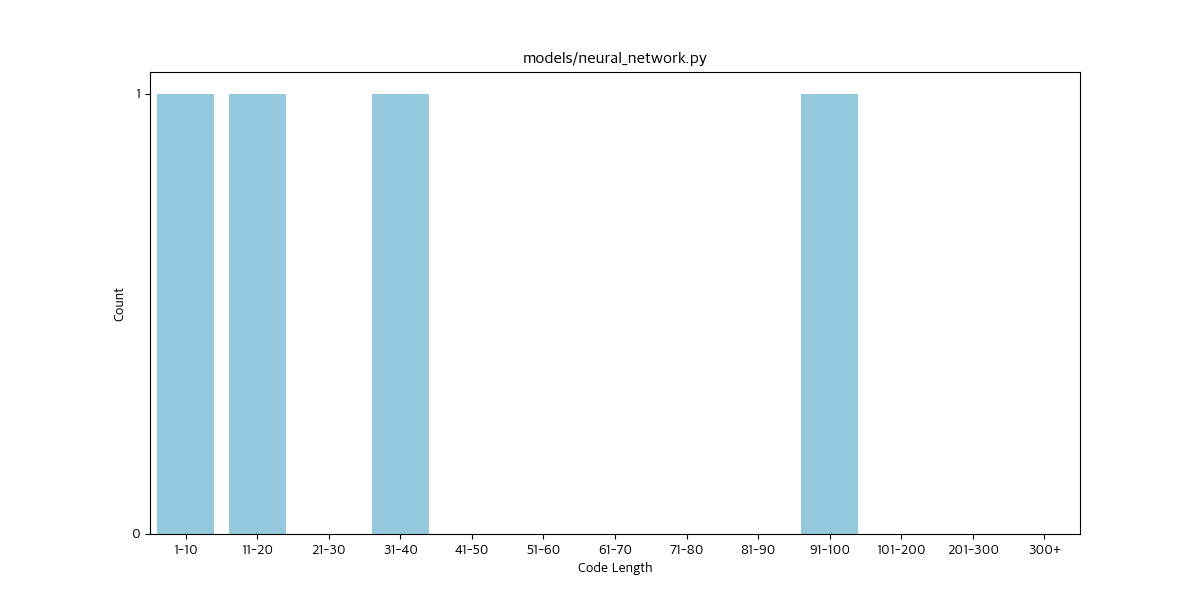 models/neural_network.py
1
Count
0
1-10 11-20 21-30 31-40 41-50 51-60 61-70 71-80 81-90 91-100 101-200 201-300 300+
Code Length